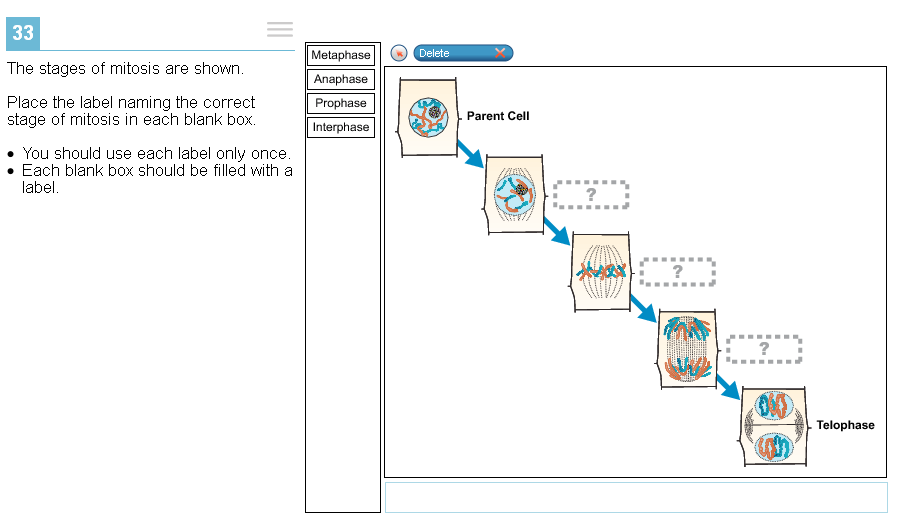 33
The stages of mitosis are shown.
Place the label naming the correct
stage of mitosis in each blank box.
• You should use each label only once.
• Each blank box should be filled with a
label.
Metaphase
Anaphase
Prophase
Interphase
Delete
Parent Cell
?
?
?
Telophase